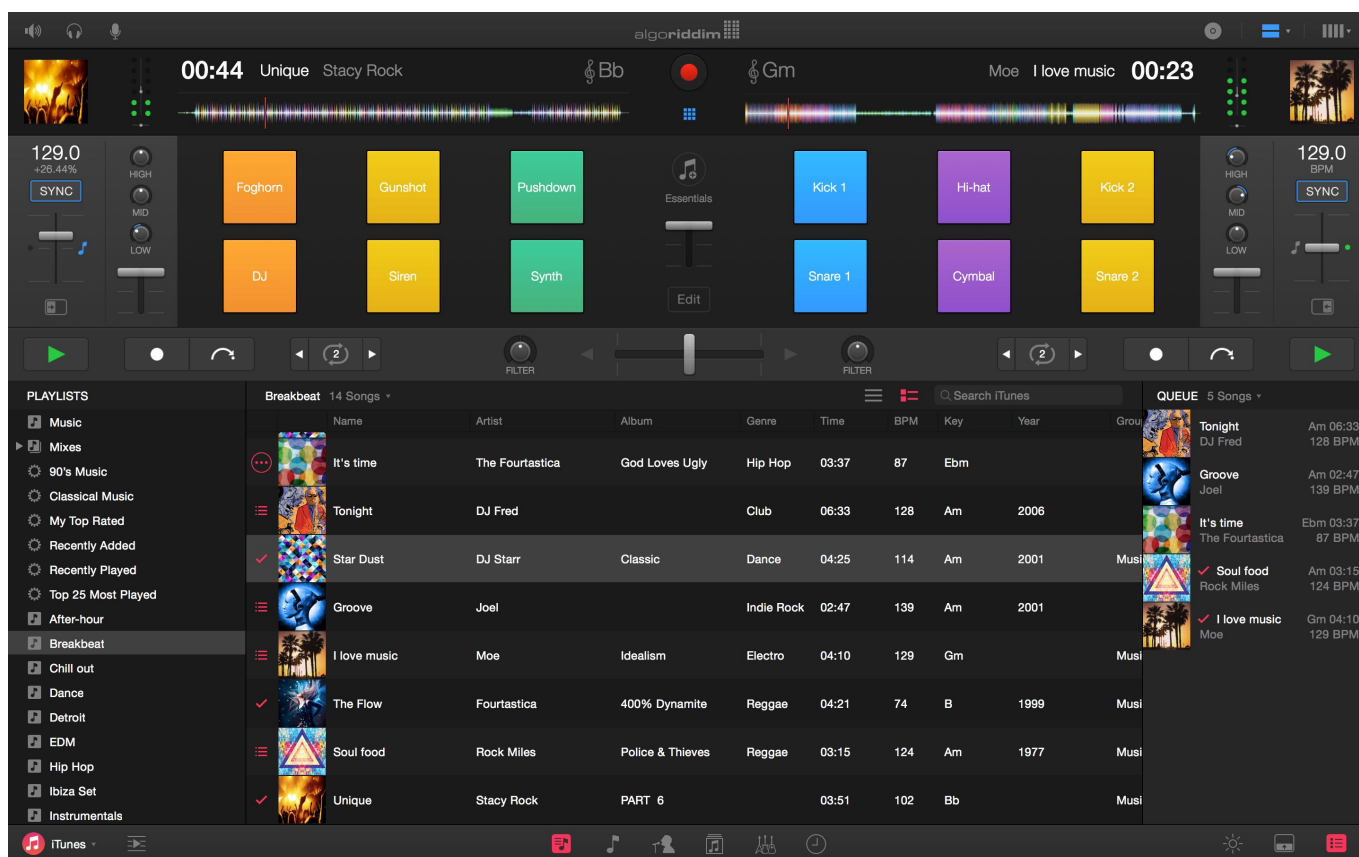 algoriddim
00:44 Unique Stacy Rock Bb Gm Moe I love music 00:23
129.0
+26.44%
SYNC
HIGH
MID
LOW
Foghorn Gunshot Pushdown
DJ Siren Synth
Essentials
Edit
Kick 1 Hi-hat Kick 2
Snare 1 Cymbal Snare 2
HIGH
MID
LOW
129.0
BPM
SYNC
2 FILTER FILTER 2
PLAYLISTS
Music
Mixes
90's Music
Classical Music
My Top Rated
Recently Added
Recently Played
Top 25 Most Played
After-hour
Breakbeat
Chill out
Dance
Detroit
EDM
Hip Hop
Ibiza Set
Instrumentals
Breakbeat 14 Songs Search iTunes
Name Artist Album Genre Time BPM Key Year Grou
It's time The Fourtastica God Loves Ugly Hip Hop 03:37 87 Ebm
Tonight DJ Fred Club 06:33 128 Am 2006
Star Dust DJ Starr Classic Dance 04:25 114 Am 2001 Musi
Groove Joel Indie Rock 02:47 139 Am 2001
I love music Moe Idealism Electro 04:10 129 Gm Musi
The Flow Fourtastica 400% Dynamite Reggae 04:21 74 B 1999 Musi
Soul food Rock Miles Police & Thieves Reggae 03:15 124 Am 1977 Musi
Unique Stacy Rock PART 6 03:51 102 Bb Musi
QUEUE 5 Songs
Tonight Am 06:33
DJ Fred 128 BPM
Groove Am 02:47
Joel 139 BPM
It's time Ebm 03:37
The Fourtastica 87 BPM
Soul food Am 03:15
Rock Miles 124 BPM
I love music Gm 04:10
Moe 129 BPM
iTunes